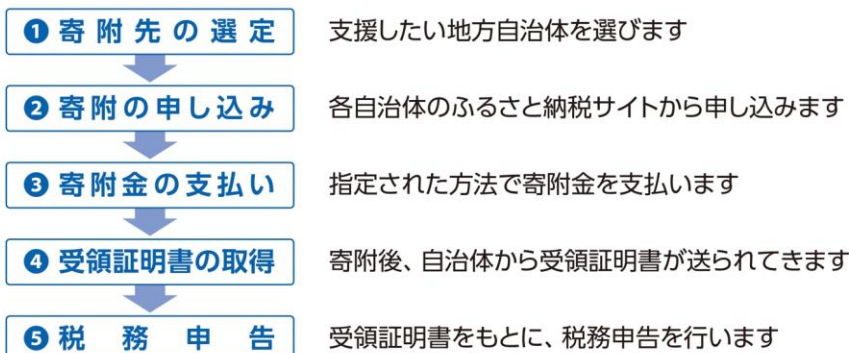 ❶ 寄附先の選定 支援したい地方自治体を選びます
❷ 寄附の申し込み 各自治体のふるさと納税サイトから申し込みます
❸ 寄附金の支払い 指定された方法で寄附金を支払います
❹ 受領証明書の取得 寄附後、自治体から受領証明書が送られてきます
❺ 税務申告 受領証明書をもとに、税務申告を行います